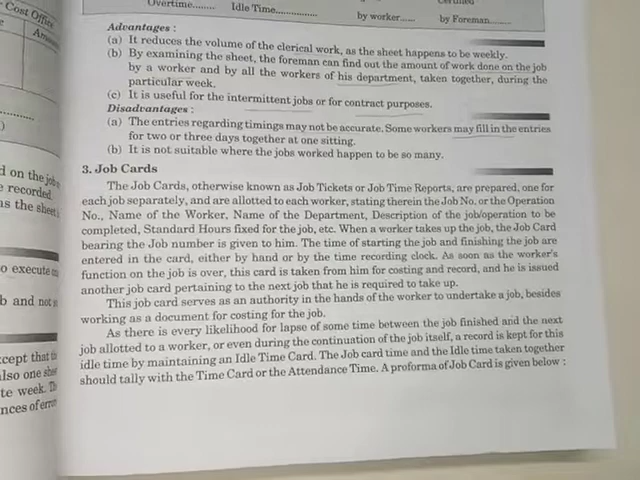 Cost Office
Overtime........ Idle Time............... by worker...... by Foreman.........
Advantages :
(a) It reduces the volume of the clerical work, as the sheet happens to be weekly.
(b) By examining the sheet, the foreman can find out the amount of work done on the job
by a worker and by all the workers of his department, taken together, during the
particular week.
(c) It is useful for the intermittent jobs or for contract purposes.
Disadvantages :
(a) The entries regarding timings may not be accurate. Some workers may fill in the entries
for two or three days together at one sitting.
(b) It is not suitable where the jobs worked happen to be so many.
3. Job Cards
The Job Cards, otherwise known as Job Tickets or Job Time Reports, are prepared, one for
each job separately, and are allotted to each worker, stating therein the Job No. or the Operation
No., Name of the Worker, Name of the Department, Description of the job/operation to be
completed, Standard Hours fixed for the job, etc. When a worker takes up the job, the Job Card
bearing the Job number is given to him. The time of starting the job and finishing the job are
entered in the card, either by hand or by the time recording clock. As soon as the worker's
function on the job is over, this card is taken from him for costing and record, and he is issued
another job card pertaining to the next job that he is required to take up.
This job card serves as an authority in the hands of the worker to undertake a job, besides
working as a document for costing for the job.
As there is every likelihood for lapse of some time between the job finished and the next
job allotted to a worker, or even during the continuation of the job itself, a record is kept for this
idle time by maintaining an Idle Time Card. The Job card time and the Idle time taken together
should tally with the Time Card or the Attendance Time. A proforma of Job Card is given below :
d on the job
e recorded
as the sheet
o execute
b and not
cept that
also one
te week.
nces of error